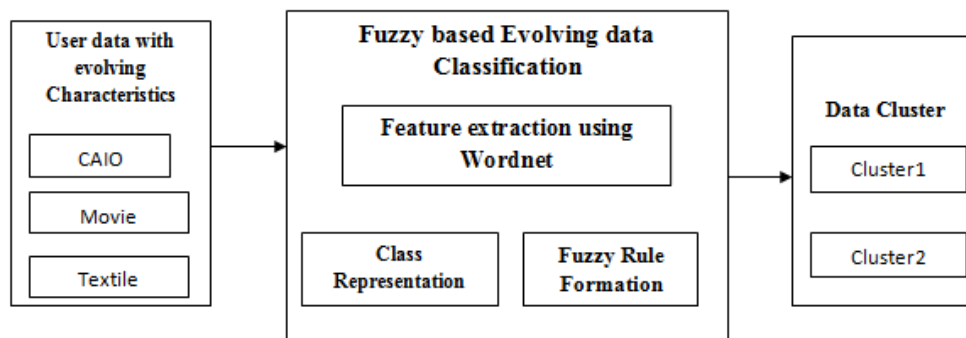 User data with
evolving
Characteristics
CAIO
Movie
Textile
Fuzzy based Evolving data
Classification
Feature extraction using
Wordnet
Class
Representation
Fuzzy Rule
Formation
Data Cluster
Cluster1
Cluster2